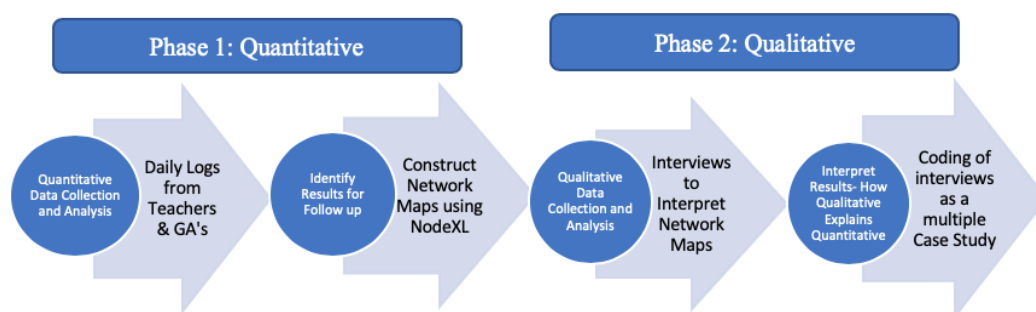 Phase 1: Quantitative
Phase 2: Qualitative
Quantitative
Data Collection
and Analysis
Daily Logs
from
Teachers
& GA's
Identify
Results for
Follow up
Construct
Network
Maps using
NodeXL
Qualitative
Data
Collection and
Analysis
Interviews
to
Interpret
Network
Maps
Interpret
Results- How
Qualitative
Explains
Quantitative
Coding of
interviews
as a
multiple
Case Study